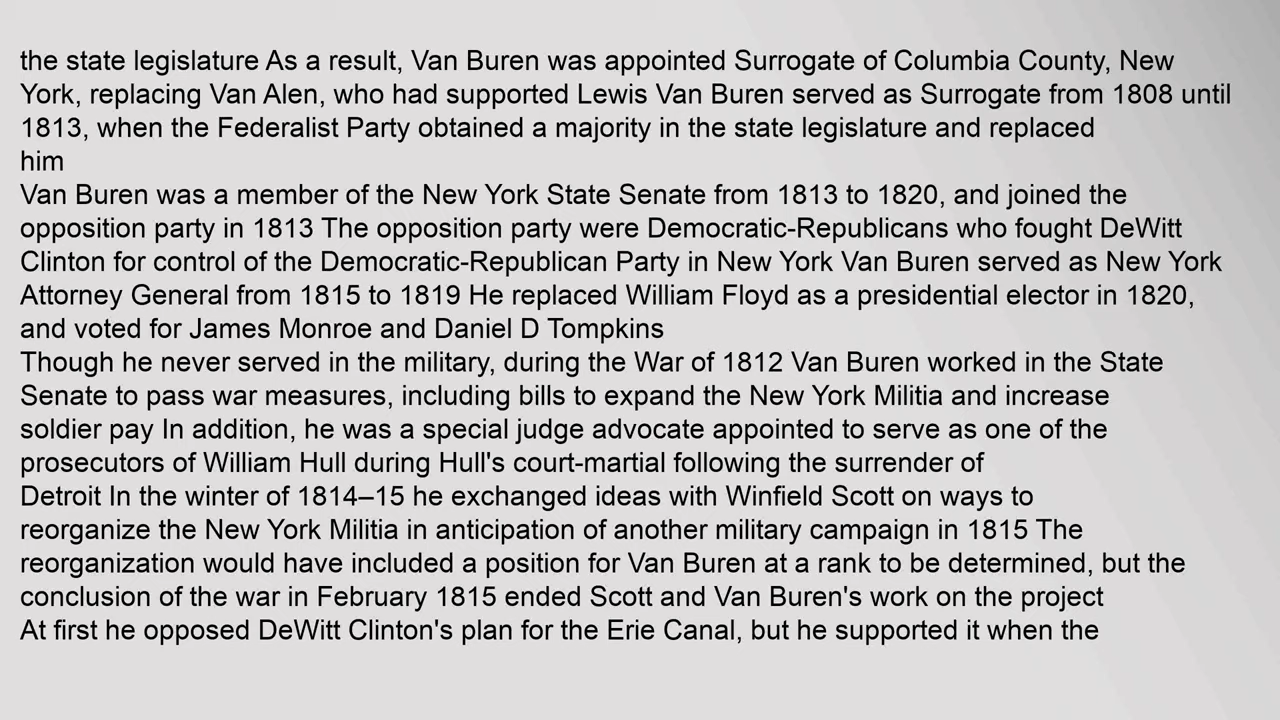 the state legislature As a result, Van Buren was appointed Surrogate of Columbia County, New
York, replacing Van Alen, who had supported Lewis Van Buren served as Surrogate from 1808 until
1813, when the Federalist Party obtained a majority in the state legislature and replaced
him
Van Buren was a member of the New York State Senate from 1813 to 1820, and joined the
opposition party in 1813 The opposition party were Democratic-Republicans who fought DeWitt
Clinton for control of the Democratic-Republican Party in New York Van Buren served as New York
Attorney General from 1815 to 1819 He replaced William Floyd as a presidential elector in 1820,
and voted for James Monroe and Daniel D Tompkins
Though he never served in the military, during the War of 1812 Van Buren worked in the State
Senate to pass war measures, including bills to expand the New York Militia and increase
soldier pay In addition, he was a special judge advocate appointed to serve as one of the
prosecutors of William Hull during Hull's court-martial following the surrender of
Detroit In the winter of 1814–15 he exchanged ideas with Winfield Scott on ways to
reorganize the New York Militia in anticipation of another military campaign in 1815 The
reorganization would have included a position for Van Buren at a rank to be determined, but the
conclusion of the war in February 1815 ended Scott and Van Buren's work on the project
At first he opposed DeWitt Clinton's plan for the Erie Canal, but he supported it when the